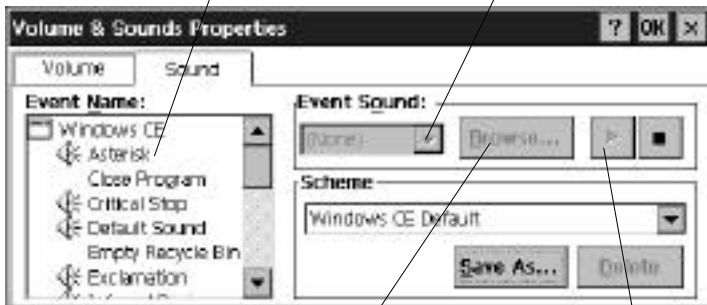 Volume & Sounds Properties ? OK ×
Volume Sound
Event Name:
Windows CE
Asterisk
Close Program
Critical Stop
Default Sound
Empty Recycle Bin
Exclamation
Event Sound:
(None) Browse...
Scheme
Windows CE Default
Save As... Delete